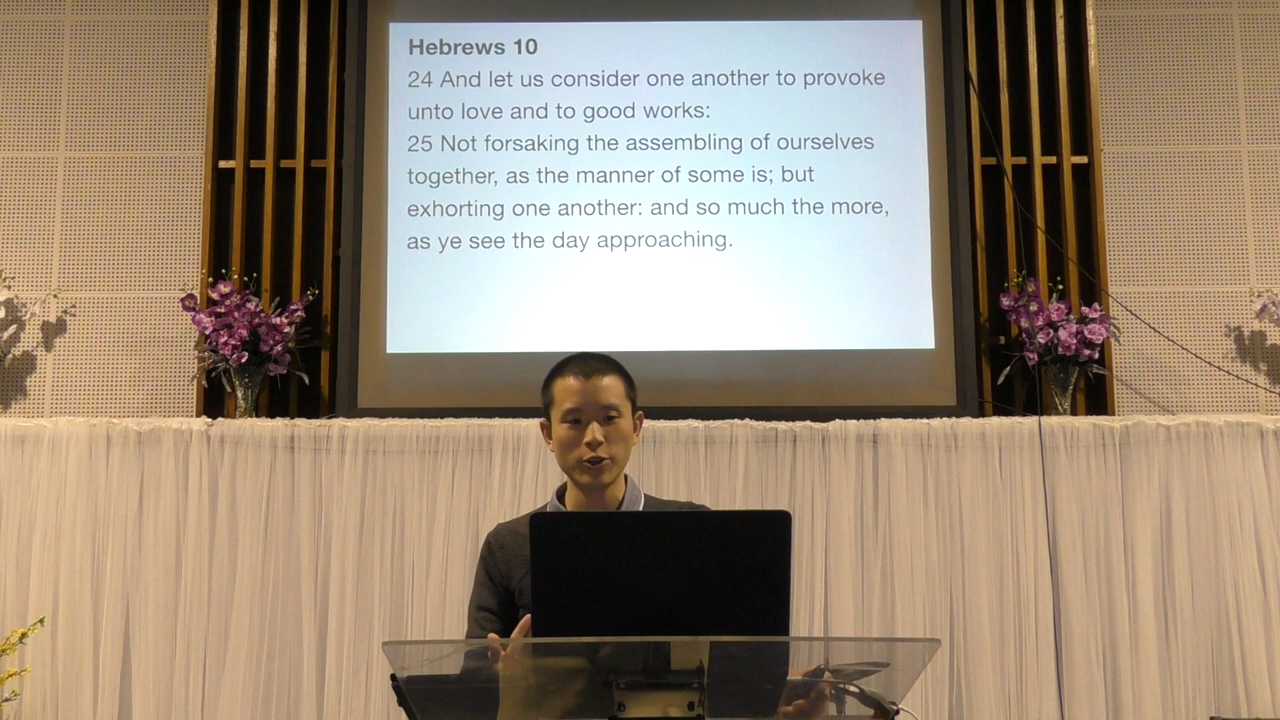 Hebrews 10
24 And let us consider one another to provoke
unto love and to good works:
25 Not forsaking the assembling of ourselves
together, as the manner of some is; but
exhorting one another: and so much the more,
as ye see the day approaching.